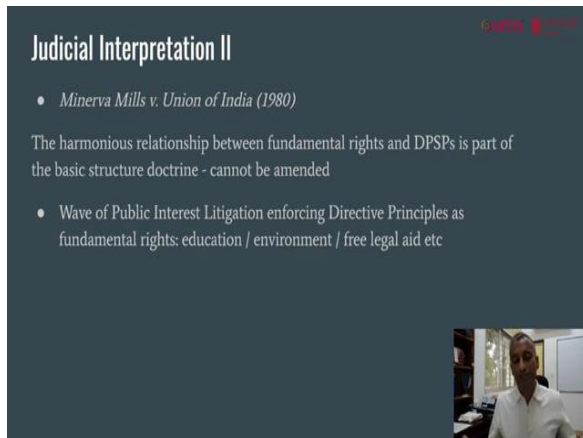 Judicial Interpretation II
● Minerva Mills v. Union of India (1980)
The harmonious relationship between fundamental rights and DPSPs is part of
the basic structure doctrine - cannot be amended
● Wave of Public Interest Litigation enforcing Directive Principles as
fundamental rights: education / environment / free legal aid etc